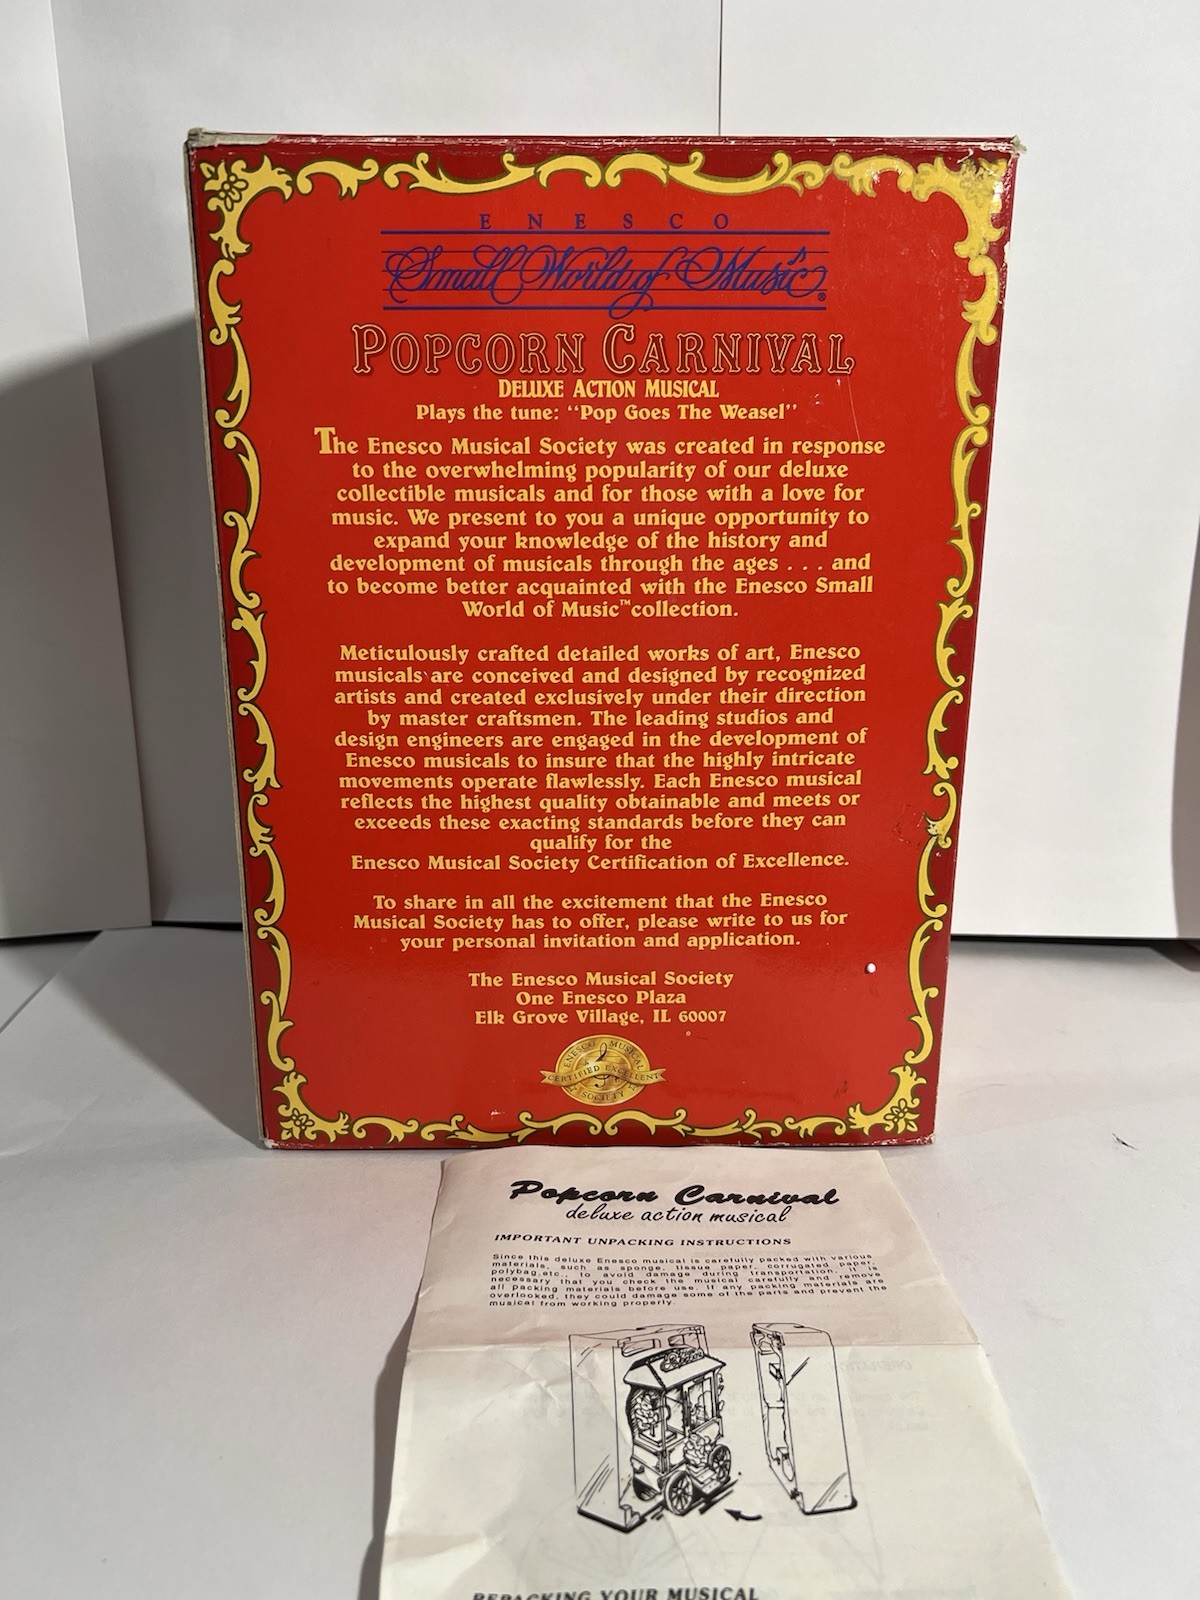 ENESCO
Small World of Music®
POPCORN CARNIVAL
DELUXE ACTION MUSICAL
Plays the tune: "Pop Goes The Weasel"
The Enesco Musical Society was created in response
to the overwhelming popularity of our deluxe
collectible musicals and for those with a love for
music. We present to you a unique opportunity to
expand your knowledge of the history and
development of musicals through the ages . . . and
to become better acquainted with the Enesco Small
World of Music™ collection.
Meticulously crafted detailed works of art, Enesco
musicals are conceived and designed by recognized
artists and created exclusively under their direction
by master craftsmen. The leading studios and
design engineers are engaged in the development of
Enesco musicals to insure that the highly intricate
movements operate flawlessly. Each Enesco musical
reflects the highest quality obtainable and meets or
exceeds these exacting standards before they can
qualify for the
Enesco Musical Society Certification of Excellence.
To share in all the excitement that the Enesco
Musical Society has to offer, please write to us for
your personal invitation and application.
The Enesco Musical Society
One Enesco Plaza
Elk Grove Village, IL 60007
ENESCO MUSICAL
CERTIFIED EXCELLENT
SOCIETY
Popcorn Carnival
deluxe action musical
IMPORTANT UNPACKING INSTRUCTIONS
Since this deluxe Enesco musical is carefully packed with various
materials, such as sponge, tissue paper, corrugated paper,
polybag,etc., to avoid damage during transportation, it is
necessary that you check the musical carefully and remove
all packing materials before use. If any packing materials are
overlooked, they could damage some of the parts and prevent the
musical from working properly.
REPACKING YOUR MUSICAL